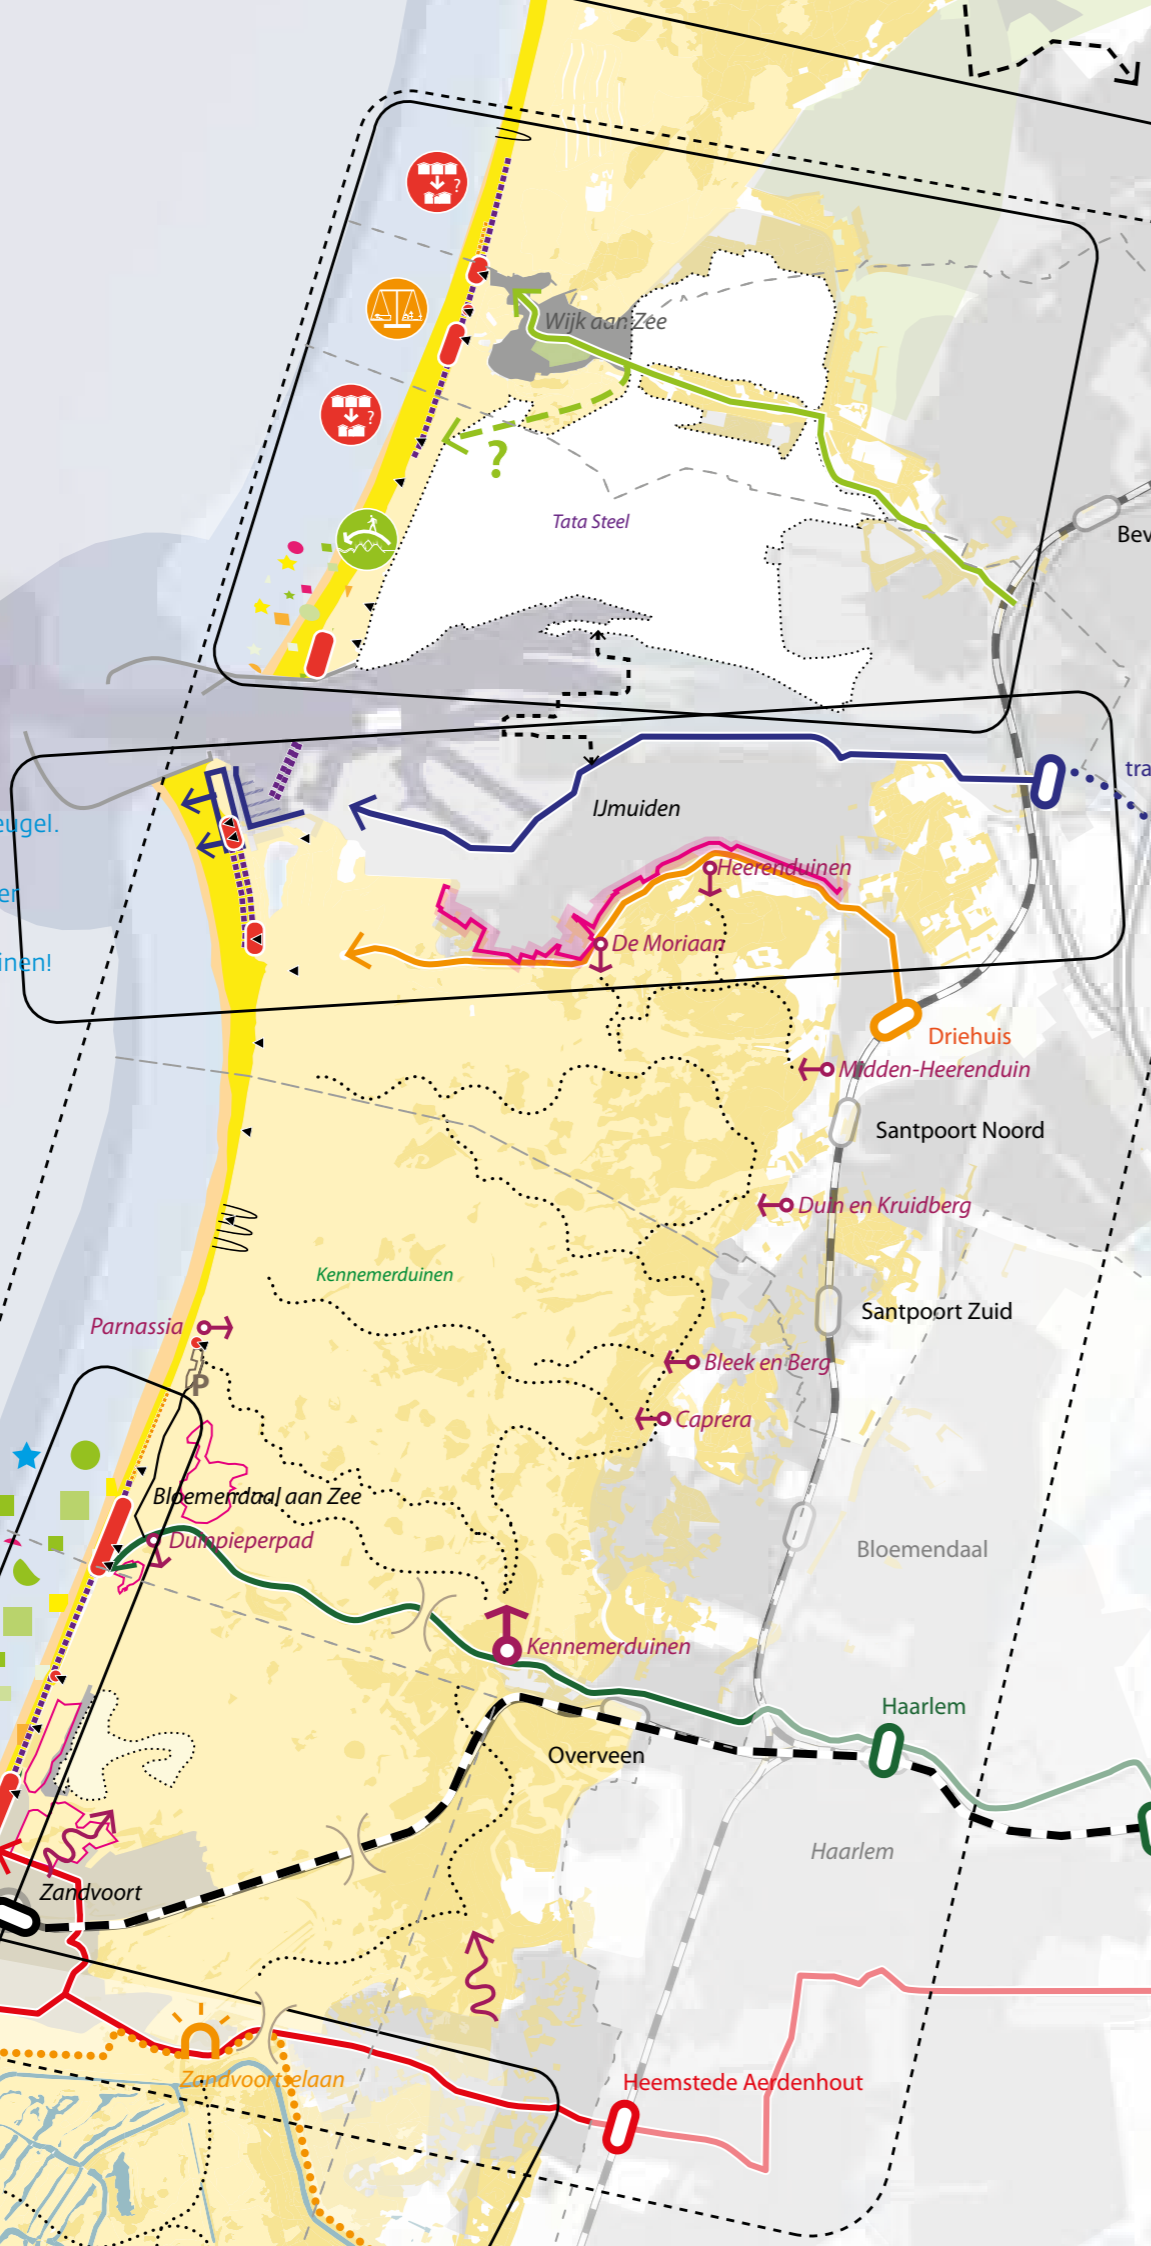 ?
Wijk aan Zee
?
?
Tata Steel
Bev
tra
IJmuiden
eugel.
Heerenduinen
er
De Moriaan
inen!
Driehuis
Midden-Heerenduin
Santpoort Noord
Duin en Kruidberg
Kennemerduinen
Santpoort Zuid
Parnassia
Bleek en Berg
P
Caprera
Bloemendaal aan Zee
Duinpieperpad
Bloemendaal
Kennemerduinen
Haarlem
Overveen
Haarlem
Zandvoort
Zandvoortselaan
Heemstede Aerdenhout